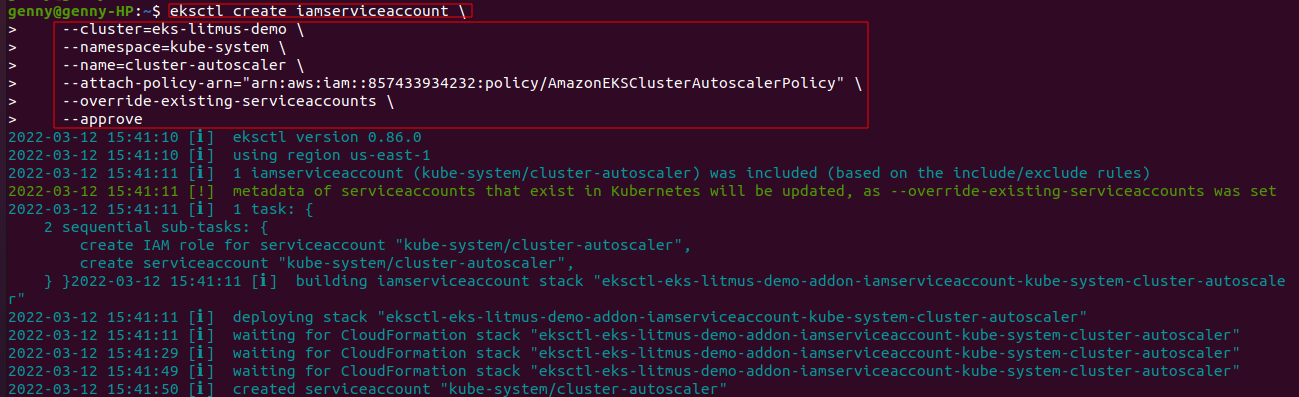 genny@genny-HP:~$ eksctl create iamserviceaccount \
>     --cluster=eks-litmus-demo \
>     --namespace=kube-system \
>     --name=cluster-autoscaler \
>     --attach-policy-arn="arn:aws:iam::857433934232:policy/AmazonEKSClusterAutoscalerPolicy" \
>     --override-existing-serviceaccounts \
>     --approve
2022-03-12 15:41:10 [ℹ]  eksctl version 0.86.0
2022-03-12 15:41:10 [ℹ]  using region us-east-1
2022-03-12 15:41:11 [ℹ]  1 iamserviceaccount (kube-system/cluster-autoscaler) was included (based on the include/exclude rules)
2022-03-12 15:41:11 [!]  metadata of serviceaccounts that exist in Kubernetes will be updated, as --override-existing-serviceaccounts was set
2022-03-12 15:41:11 [ℹ]  1 task: {
    2 sequential sub-tasks: {
        create IAM role for serviceaccount "kube-system/cluster-autoscaler",
        create serviceaccount "kube-system/cluster-autoscaler",
    } }2022-03-12 15:41:11 [ℹ]  building iamserviceaccount stack "eksctl-eks-litmus-demo-addon-iamserviceaccount-kube-system-cluster-autoscale
r"
2022-03-12 15:41:11 [ℹ]  deploying stack "eksctl-eks-litmus-demo-addon-iamserviceaccount-kube-system-cluster-autoscaler"
2022-03-12 15:41:11 [ℹ]  waiting for CloudFormation stack "eksctl-eks-litmus-demo-addon-iamserviceaccount-kube-system-cluster-autoscaler"
2022-03-12 15:41:29 [ℹ]  waiting for CloudFormation stack "eksctl-eks-litmus-demo-addon-iamserviceaccount-kube-system-cluster-autoscaler"
2022-03-12 15:41:49 [ℹ]  waiting for CloudFormation stack "eksctl-eks-litmus-demo-addon-iamserviceaccount-kube-system-cluster-autoscaler"
2022-03-12 15:41:50 [ℹ]  created serviceaccount "kube-system/cluster-autoscaler"